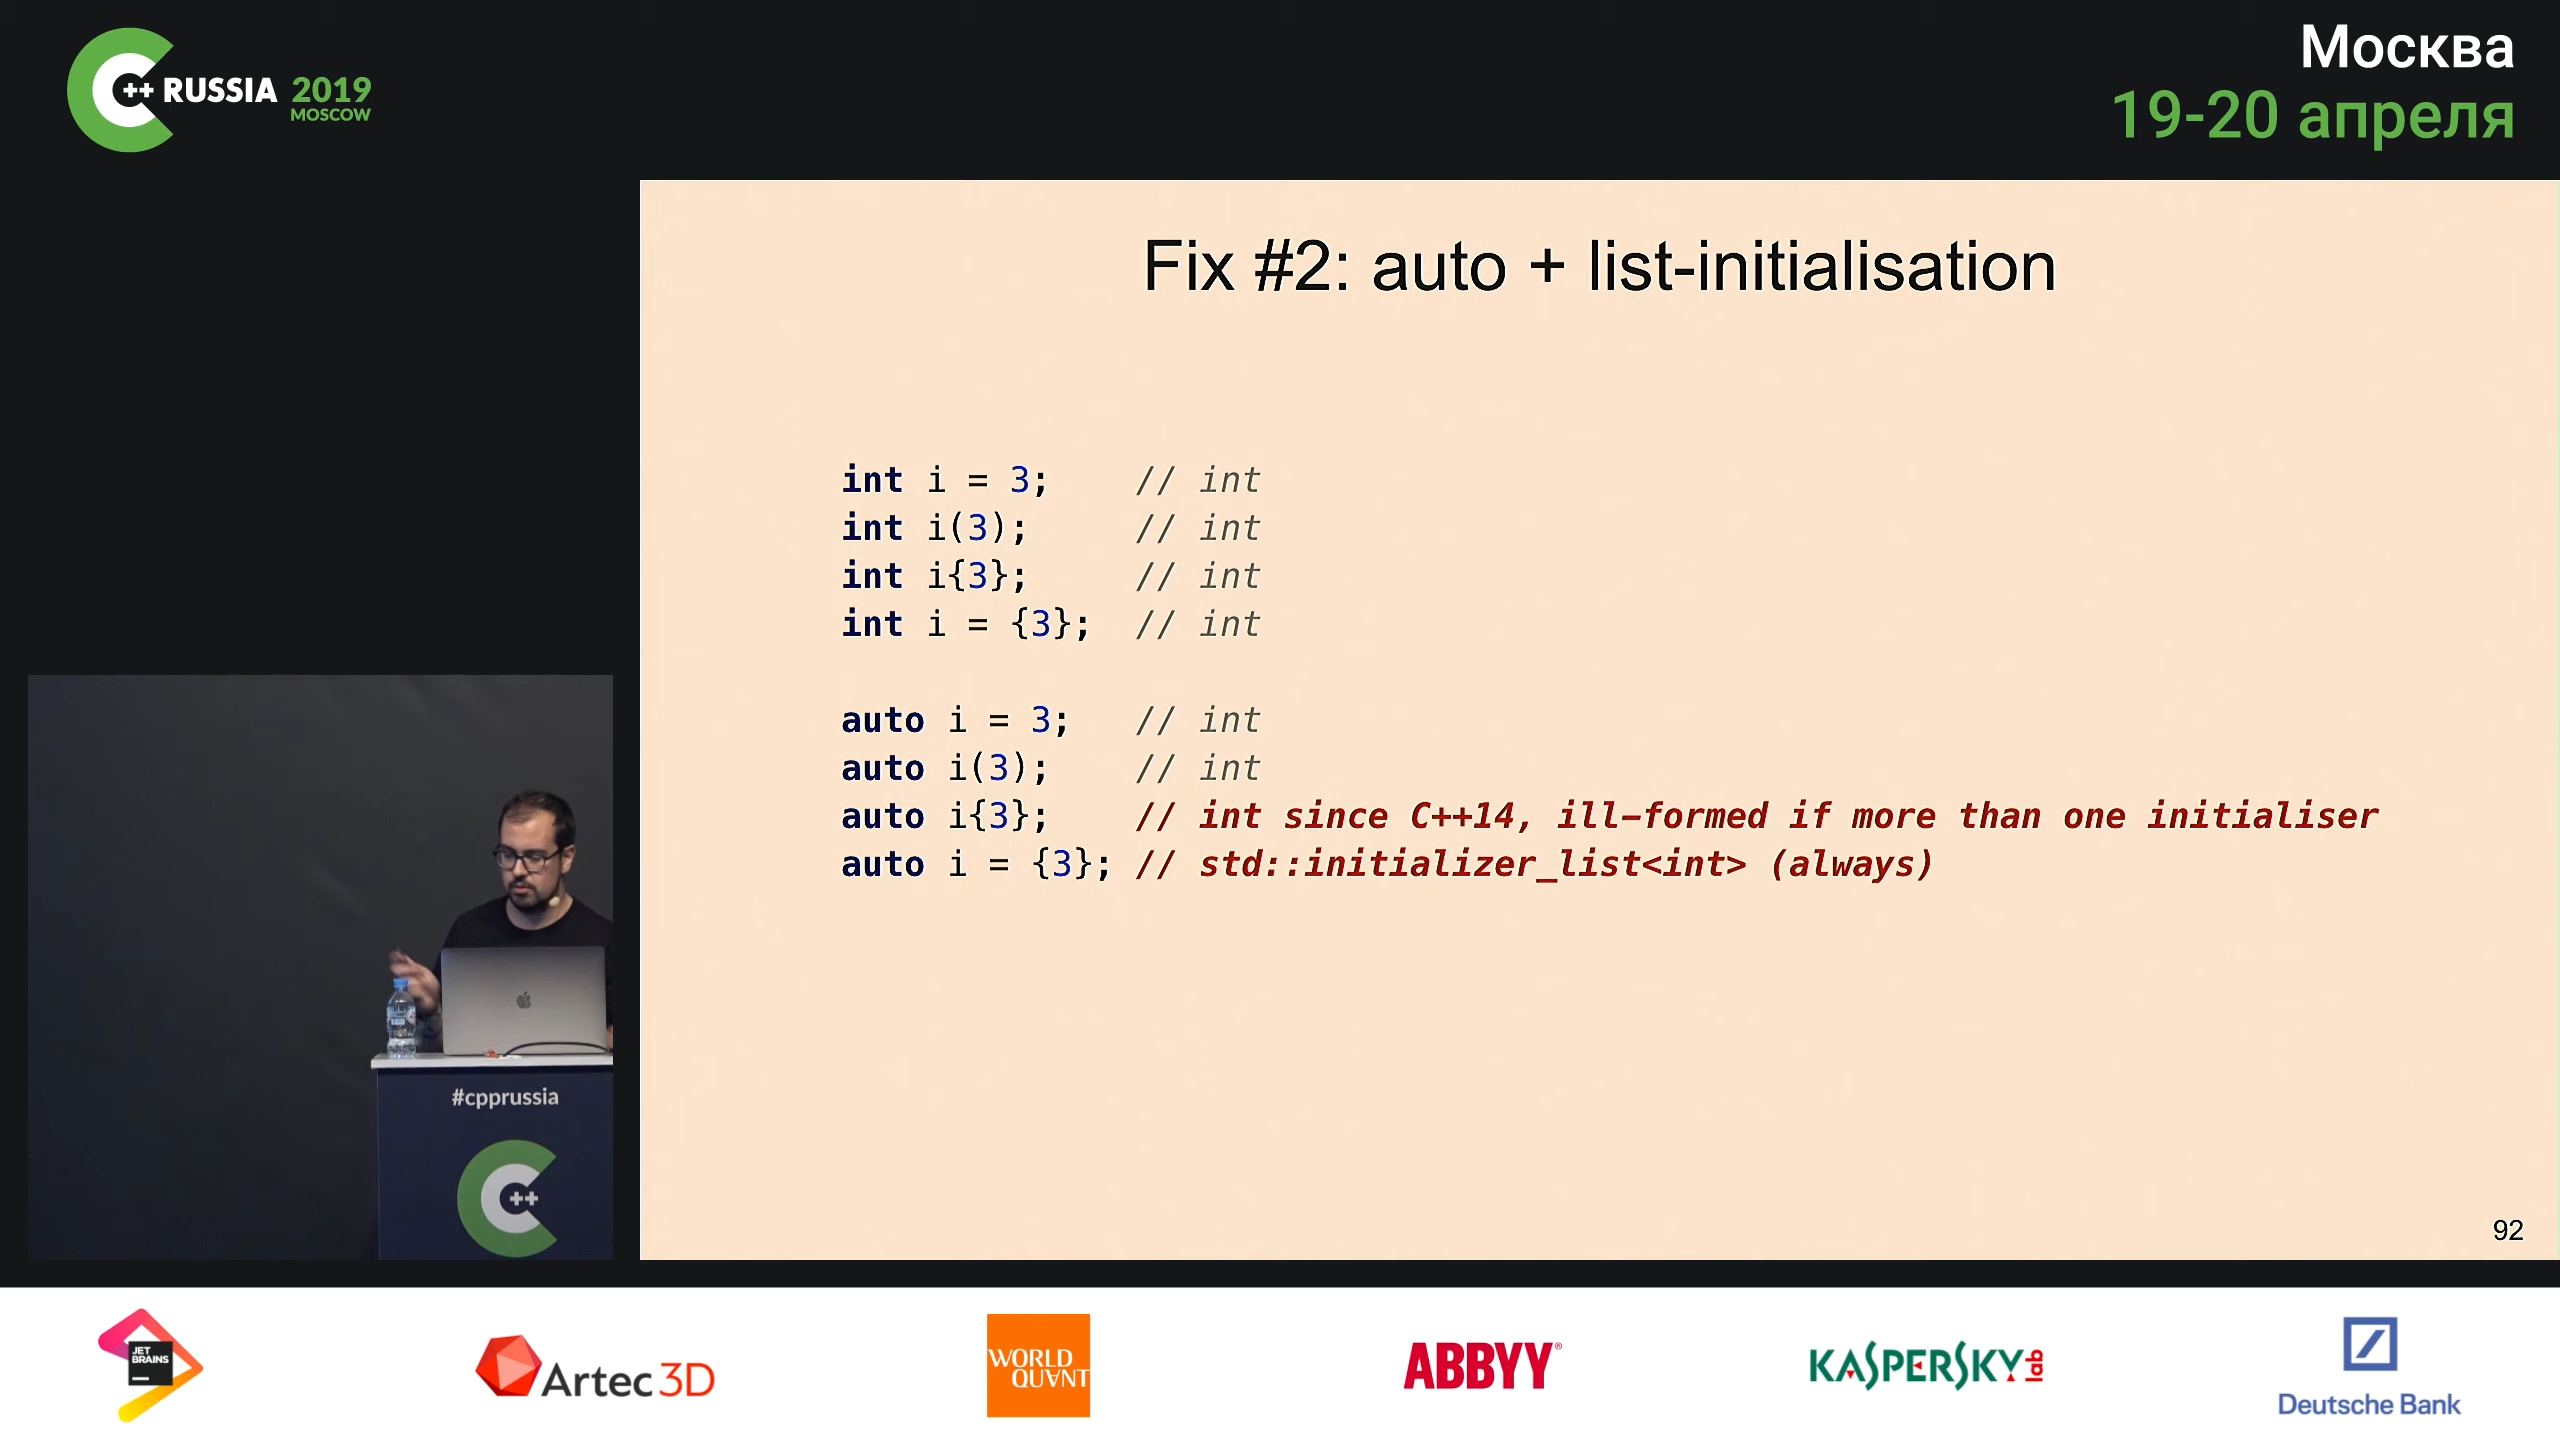 C++ RUSSIA 2019
MOSCOW
Москва
19-20 апреля
Fix #2: auto + list-initialisation
int i = 3; // int
int i(3); // int
int i{3}; // int
int i = {3}; // int
auto i = 3; // int
auto i(3); // int
auto i{3}; // int since C++14, ill-formed if more than one initialiser
auto i = {3}; // std::initializer_list<int> (always)
92
#cpprussia
C++
JET
BRAINS
Artec 3D
WORLD
QUANT
ABBYY®
KASPERSKY lab
Deutsche Bank